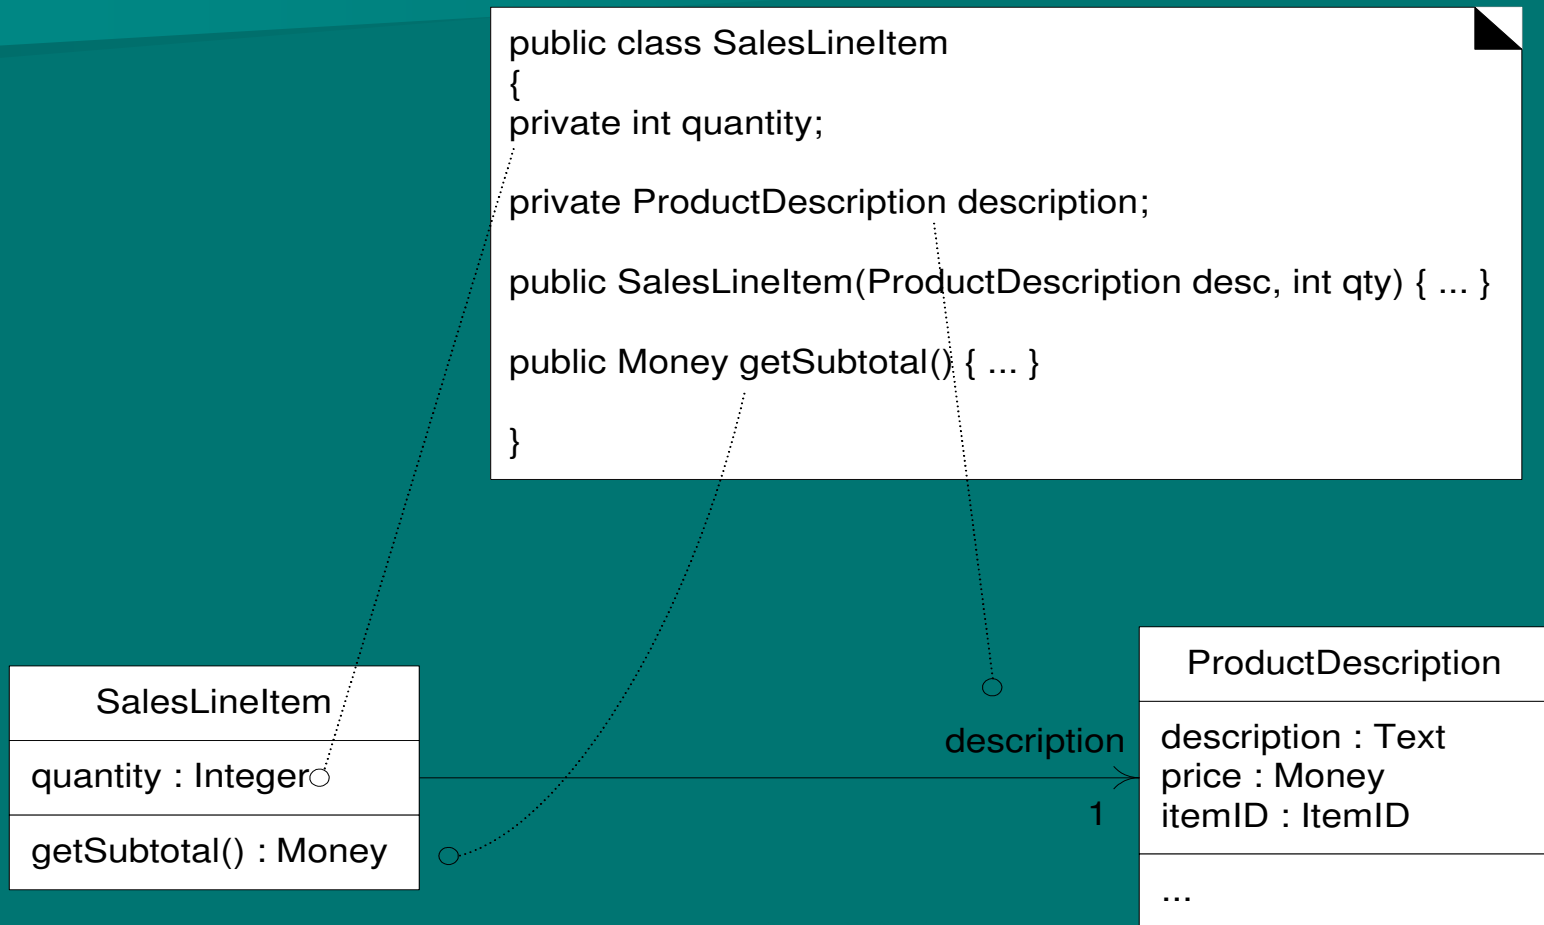 public class SalesLineItem
{
private int quantity;
private ProductDescription description;
public SalesLineItem(ProductDescription desc, int qty) { ... }
public Money getSubtotal() { ... }
}
SalesLineItem
quantity : Integer
getSubtotal() : Money
description
1
ProductDescription
description : Text
price : Money
itemID : ItemID
...